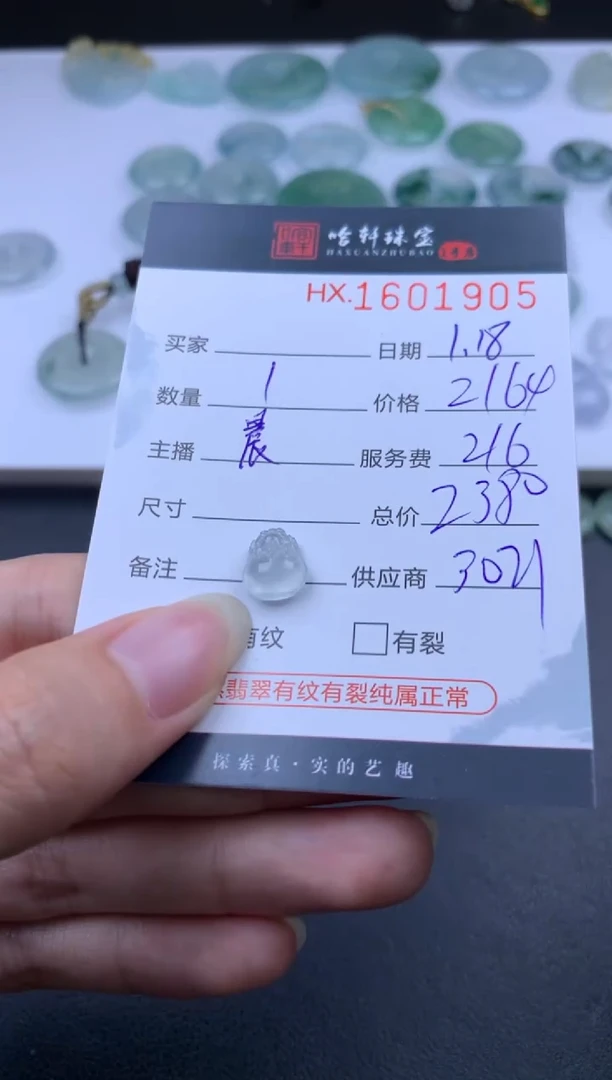 哈轩珠宝
HAXUANZHUBAO
HX.1601905
买家 日期 1.18
数量 1 价格 2164
主播 晨 服务费 216
尺寸 总价 2380
备注 供应商 3021
有纹 有裂
翡翠有纹有裂纯属正常
探索真·实的艺趣